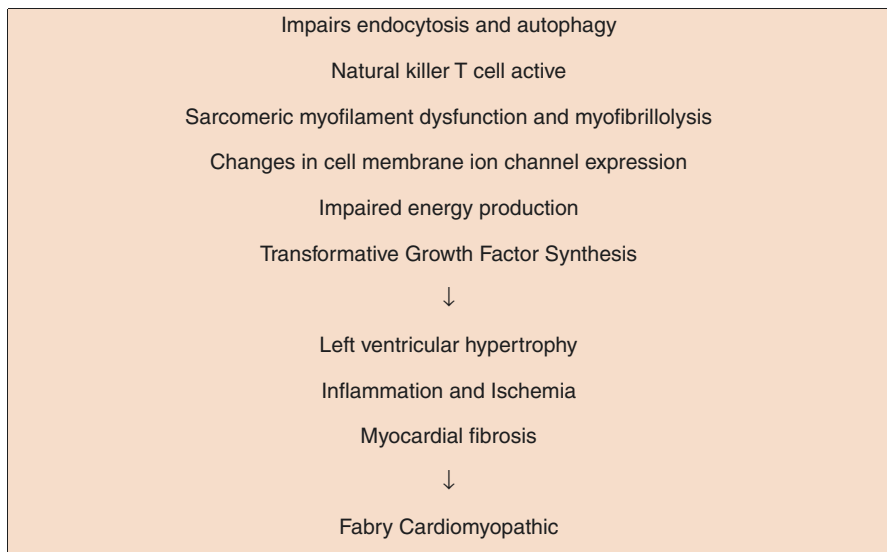 Impairs endocytosis and autophagy
Natural killer T cell active
Sarcomeric myofilament dysfunction and myofibrillolysis
Changes in cell membrane ion channel expression
Impaired energy production
Transformative Growth Factor Synthesis
↓
Left ventricular hypertrophy
Inflammation and Ischemia
Myocardial fibrosis
↓
Fabry Cardiomyopathic